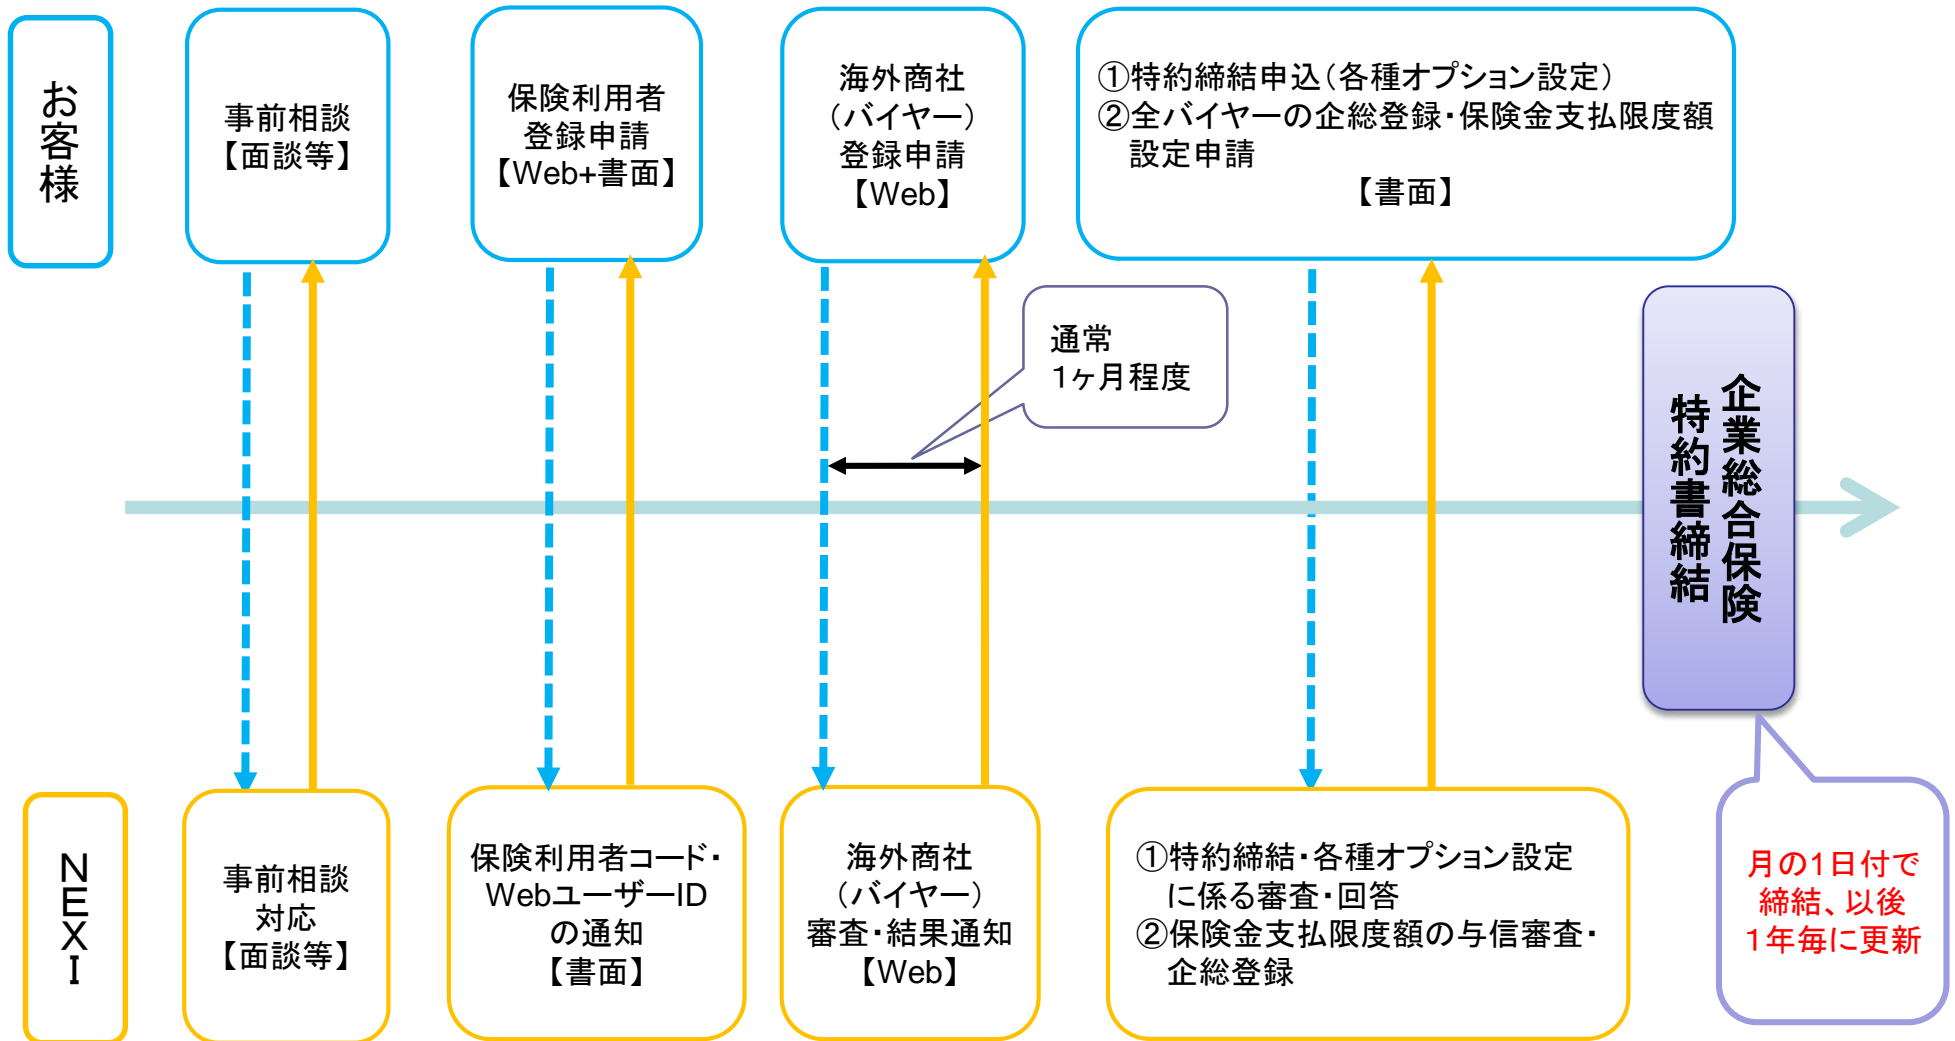 お客様
事前相談
【面談等】
保険利用者
登録申請
【Web+書面】
海外商社
（バイヤー）
登録申請
【Web】
①特約締結申込（各種オプション設定）
②全バイヤーの企総登録・保険金支払限度額
設定申請
【書面】
通常
１ヶ月程度
企業総合保険
特約書締結
NEXI
事前相談
対応
【面談等】
保険利用者コード・
WebユーザーID
の通知
【書面】
海外商社
（バイヤー）
審査・結果通知
【Web】
①特約締結・各種オプション設定
に係る審査・回答
②保険金支払限度額の与信審査・
企総登録
月の1日付で
締結、以後
１年毎に更新